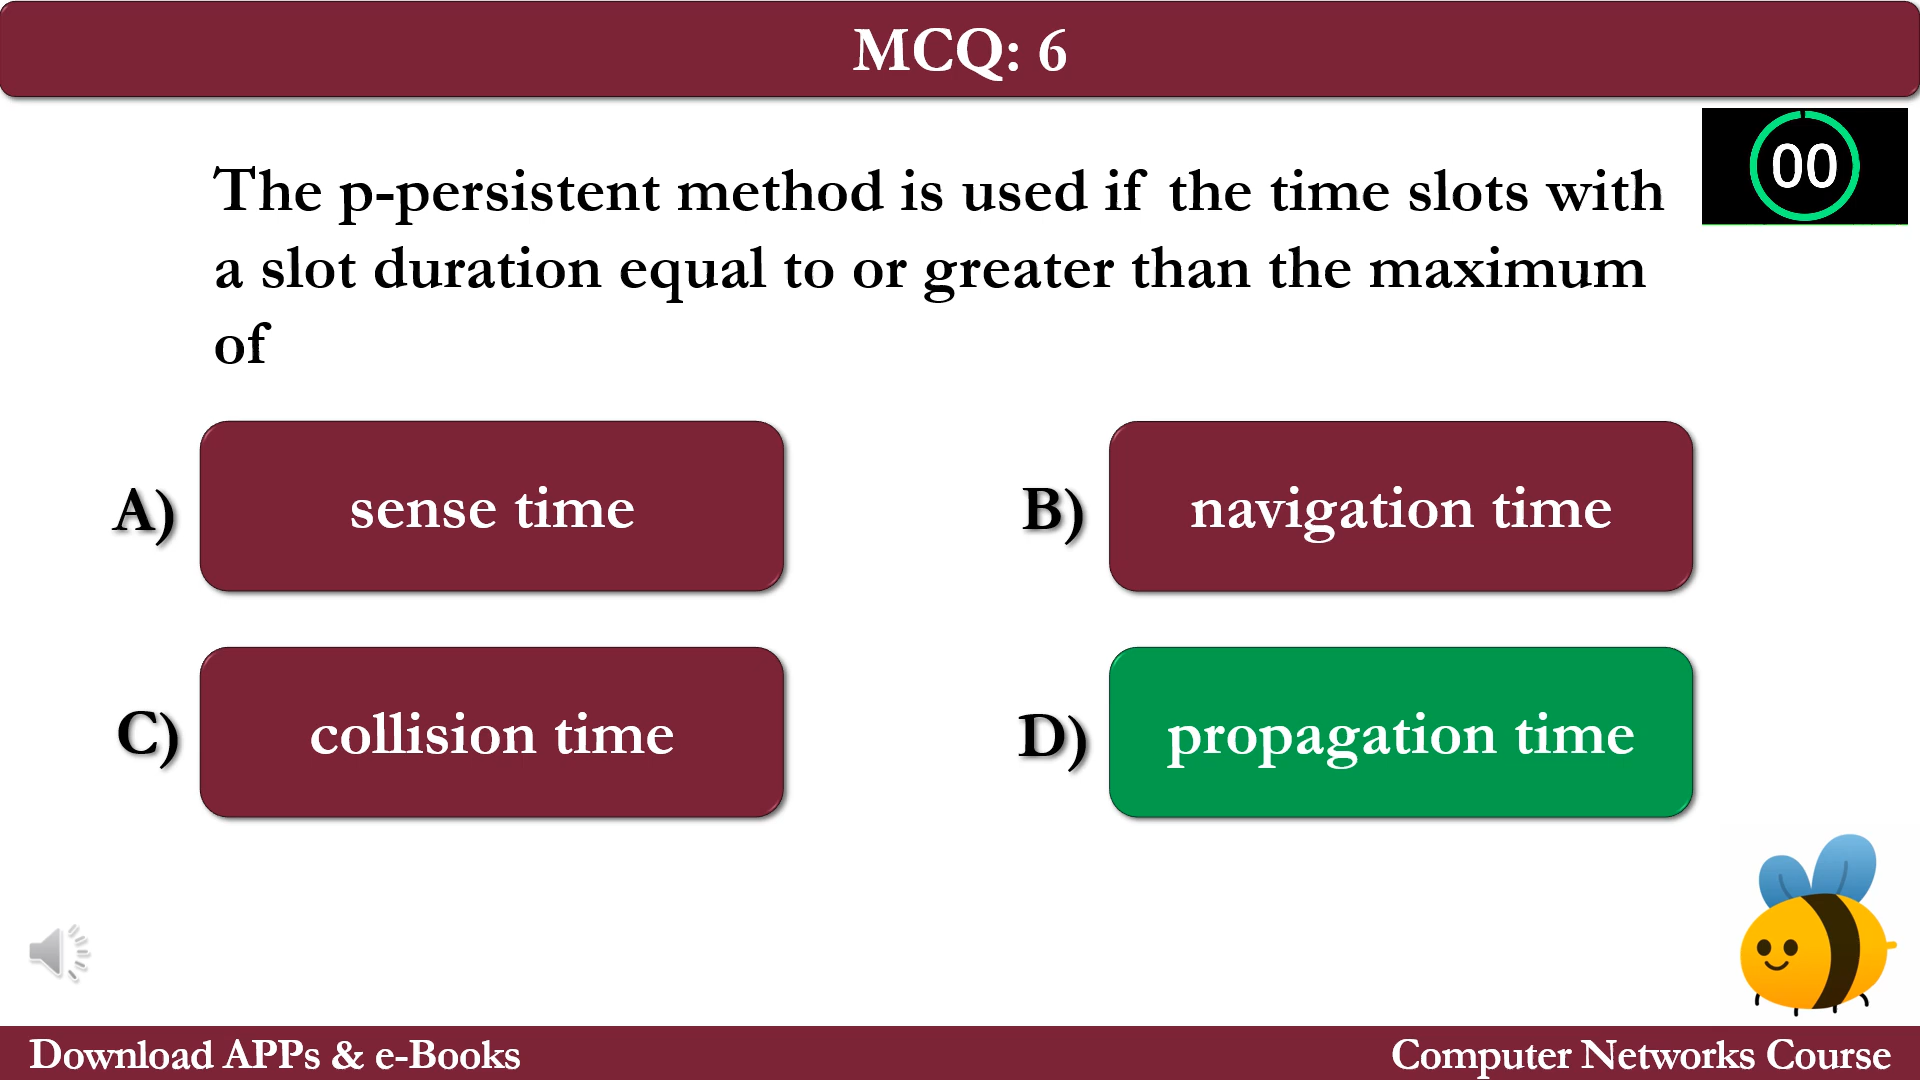 MCQ: 6
00
The p-persistent method is used if the time slots with
a slot duration equal to or greater than the maximum
of
A) sense time
B) navigation time
C) collision time
D) propagation time
Download APPs & e-Books
Computer Networks Course